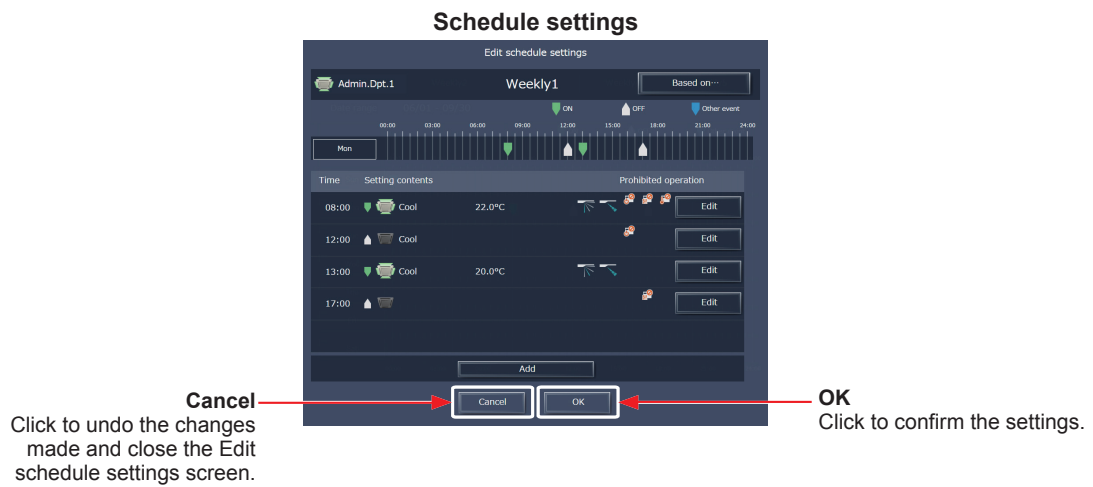 Schedule settings
Edit schedule settings
Admin.Dpt.1 Weekly1 Based on…
ON OFF Other event
00:00 03:00 06:00 09:00 12:00 15:00 18:00 21:00 24:00
Mon
Time Setting contents Prohibited operation
08:00 Cool 22.0°C Edit
12:00 Cool Edit
13:00 Cool 20.0°C Edit
17:00 Edit
Add
Cancel OK
Cancel
Click to undo the changes
made and close the Edit
schedule settings screen.
OK
Click to confirm the settings.